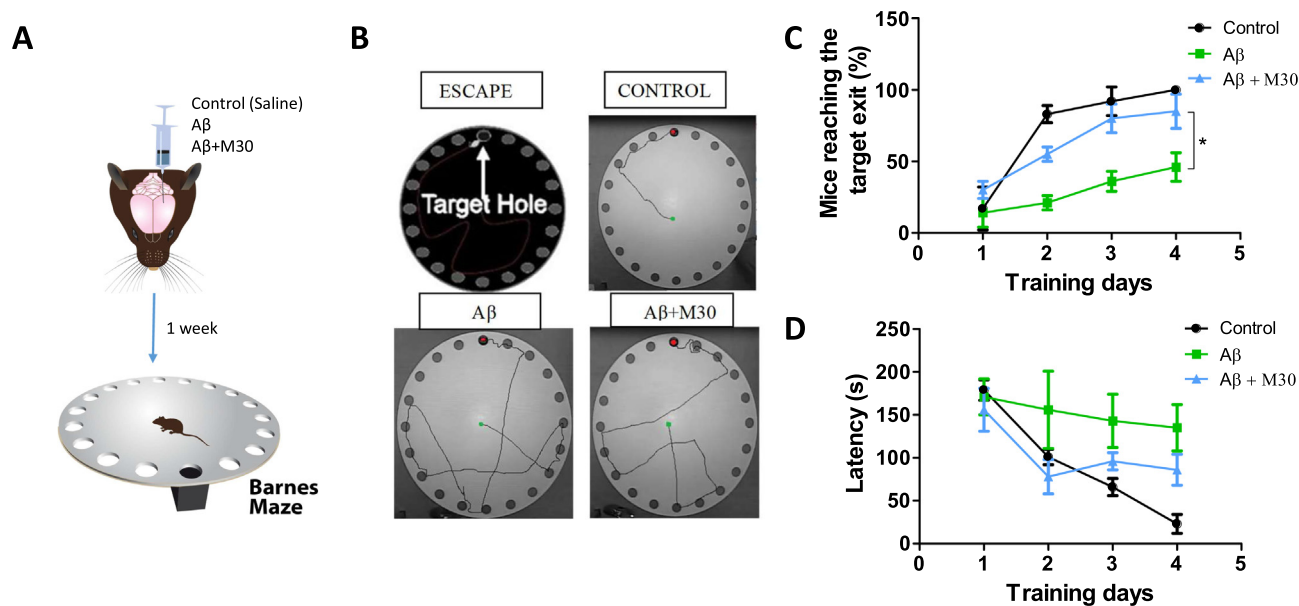 A
Control (Saline)
Aβ
Aβ+M30
1 week
Barnes
Maze
B
ESCAPE
CONTROL
Target Hole
Aβ
Aβ+M30
C
Mice reaching the
target exit (%)
150
100
50
0
0
1
2
3
4
5
Training days
Control
Aβ
Aβ + M30
*
D
Latency (s)
250
200
150
100
50
0
0
1
2
3
4
5
Training days
Control
Aβ
Aβ + M30